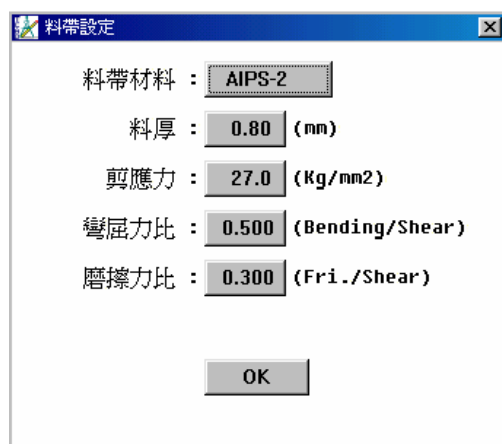 料帶設定
料帶材料 : AIPS-2
料厚 : 0.80 (mm)
剪應力 : 27.0 (Kg/mm2)
彎屈力比 : 0.500 (Bending/Shear)
磨擦力比 : 0.300 (Fri./Shear)
OK